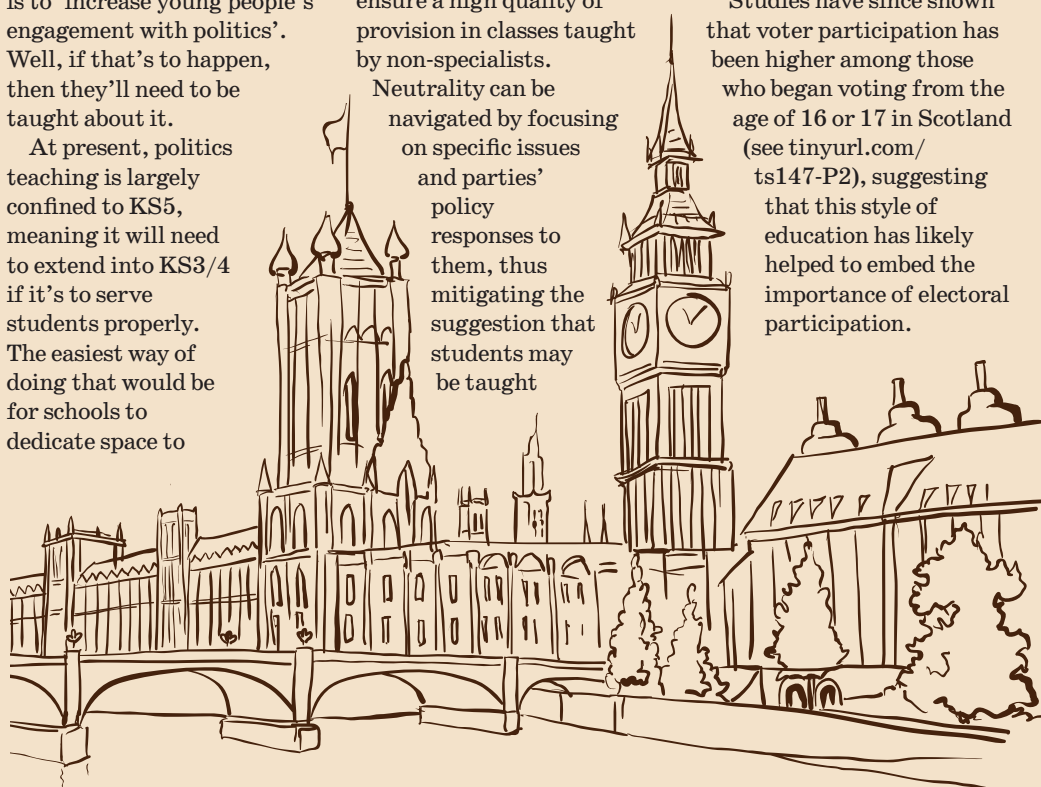 is to 'increase young people's
engagement with politics'.
Well, if that's to happen,
then they'll need to be
taught about it.
At present, politics
teaching is largely
confined to KS5,
meaning it will need
to extend into KS3/4
if it's to serve
students properly.
The easiest way of
doing that would be
for schools to
dedicate space to
ensure a high quality of
provision in classes taught
by non-specialists.
Neutrality can be
navigated by focusing
on specific issues
and parties'
policy
responses to
them, thus
mitigating the
suggestion that
students may
be taught
Studies have since shown
that voter participation has
been higher among those
who began voting from the
age of 16 or 17 in Scotland
(see tinyurl.com/
ts147-P2), suggesting
that this style of
education has likely
helped to embed the
importance of electoral
participation.